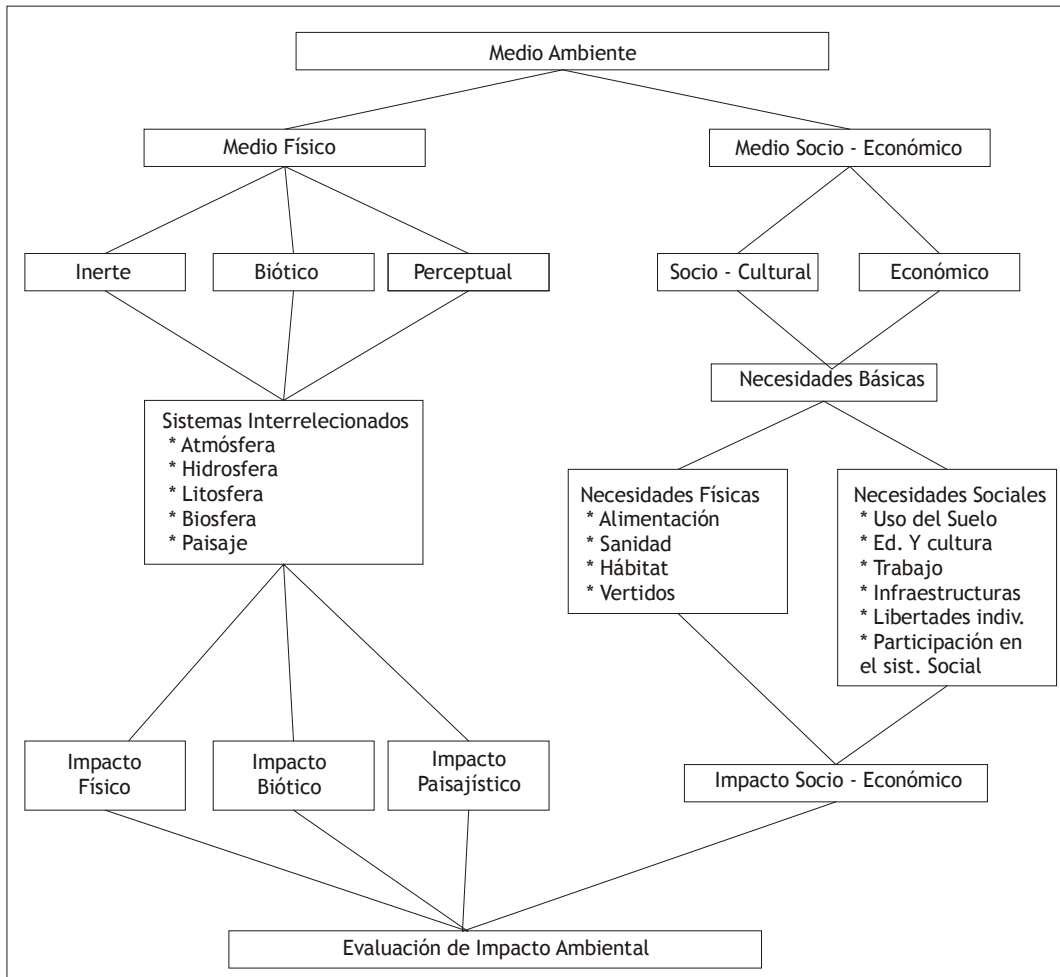 Medio Ambiente
Medio Físico
Medio Socio - Económico
Inerte
Biótico
Perceptual
Socio - Cultural
Económico
Necesidades Básicas
Sistemas Interrelecionados
* Atmósfera
* Hidrosfera
* Litosfera
* Biosfera
* Paisaje
Necesidades Físicas
* Alimentación
* Sanidad
* Hábitat
* Vertidos
Necesidades Sociales
* Uso del Suelo
* Ed. Y cultura
* Trabajo
* Infraestructuras
* Libertades indiv.
* Participación en
el sist. Social
Impacto
Físico
Impacto
Biótico
Impacto
Paisajístico
Impacto Socio - Económico
Evaluación de Impacto Ambiental